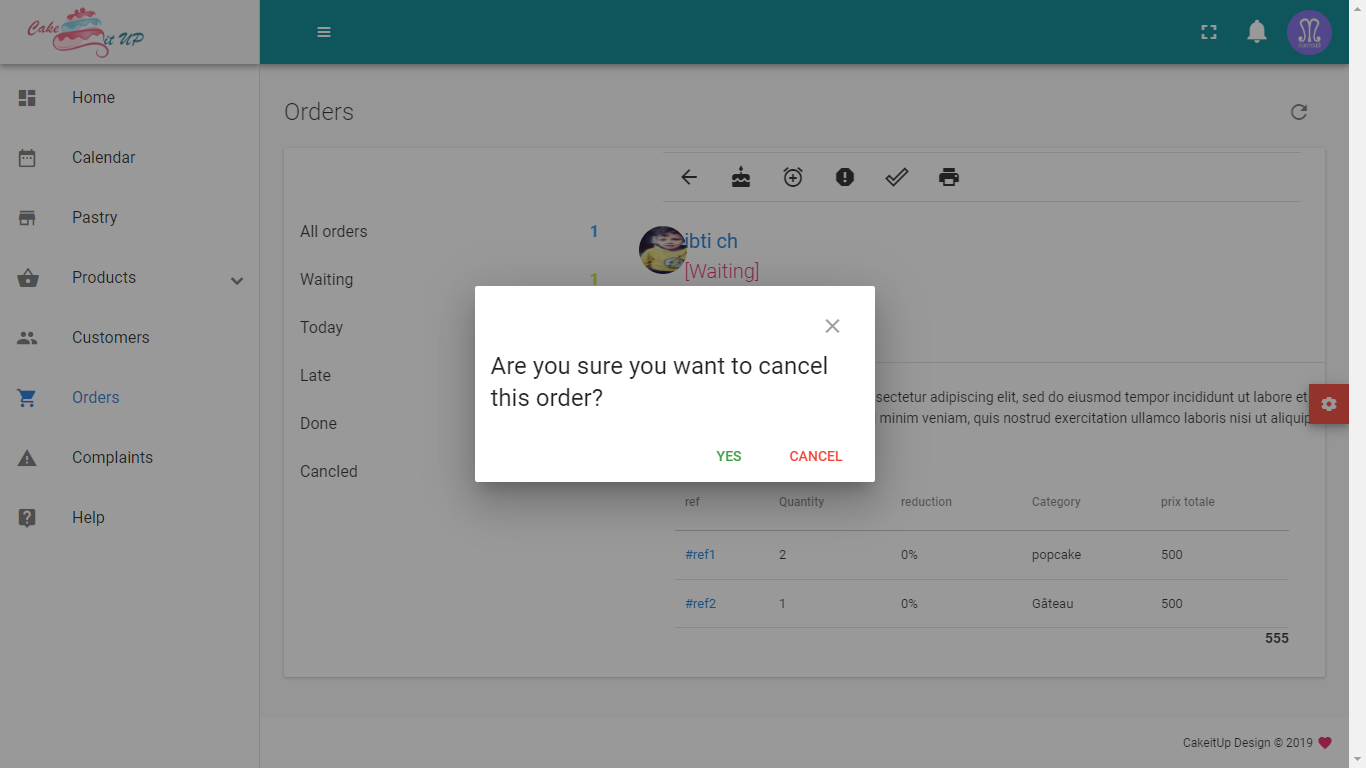 Cake it UP
Home
Calendar
Pastry
Products
Customers
Orders
Complaints
Help
Orders
All orders 1
Waiting 1
Today
Late
Done
Cancled
ibti ch
[Waiting]
Are you sure you want to cancel
this order?
YES CANCEL
sectetur adipiscing elit, sed do eiusmod tempor incididunt ut labore et
minim veniam, quis nostrud exercitation ullamco laboris nisi ut aliquip
ref Quantity reduction Category prix totale
#ref1 2 0% popcake 500
#ref2 1 0% Gâteau 500
555
CakeitUp Design © 2019